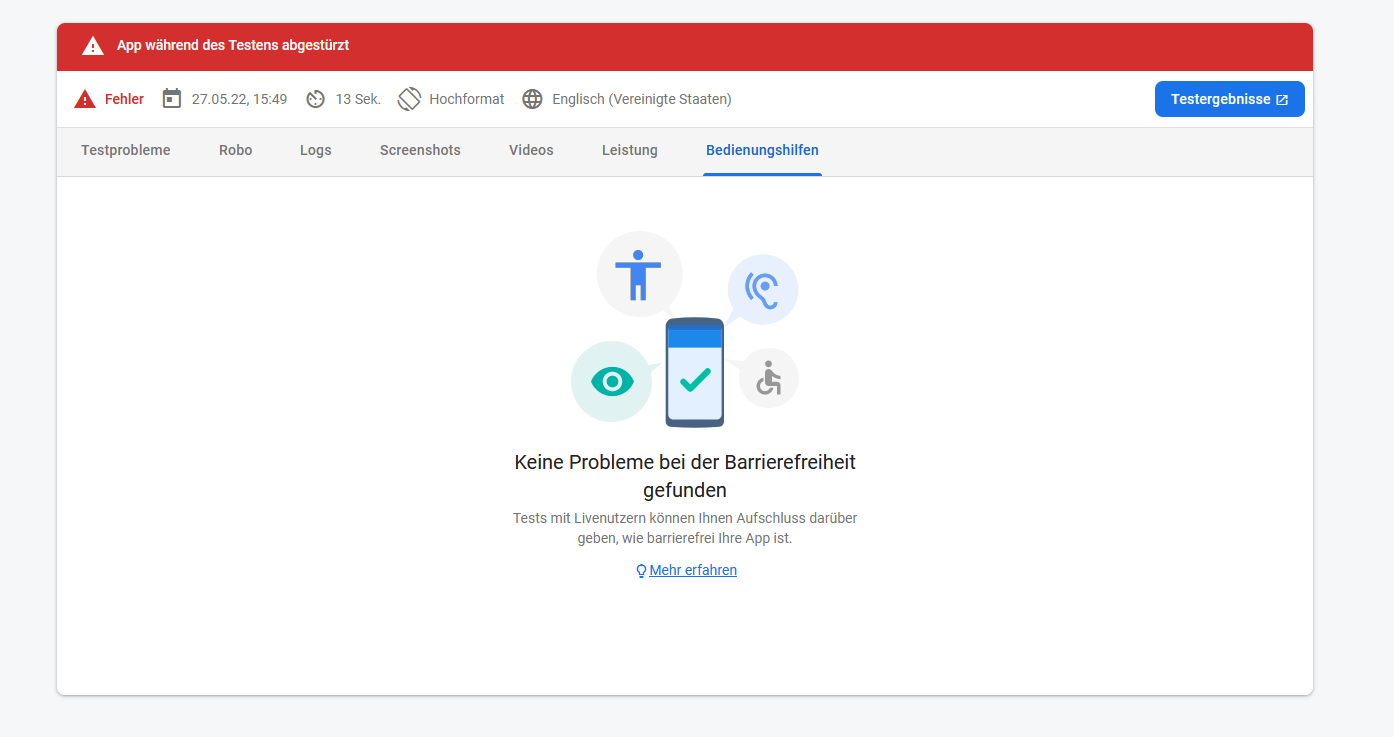 App während des Testens abgestürzt
Fehler 27.05.22, 15:49 13 Sek. Hochformat Englisch (Vereinigte Staaten) Testergebnisse
Testprobleme Robo Logs Screenshots Videos Leistung Bedienungshilfen
Keine Probleme bei der Barrierefreiheit
gefunden
Tests mit Livenutzern können Ihnen Aufschluss darüber
geben, wie barrierefrei Ihre App ist.
Mehr erfahren